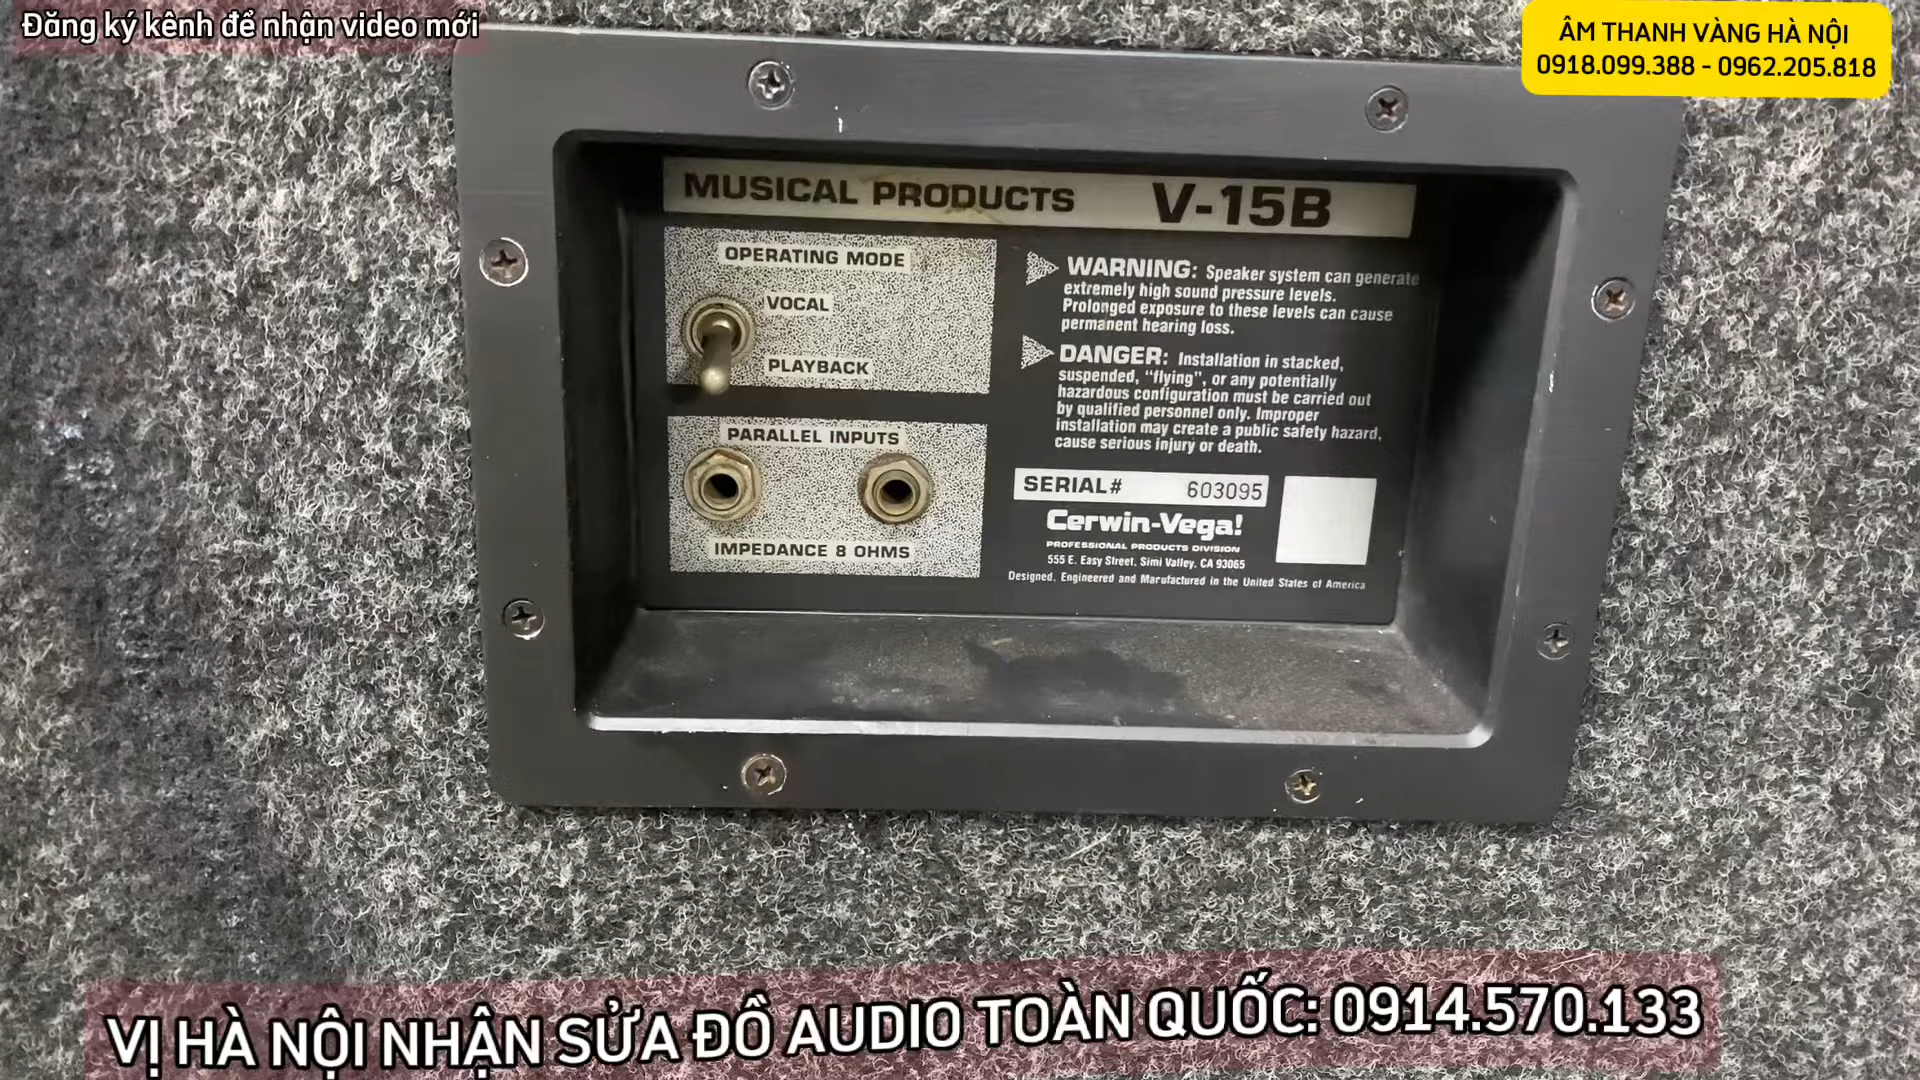 Đăng ký kênh để nhận video mới
ÂM THANH VÀNG HÀ NỘI
0918.099.388 - 0962.205.818
MUSICAL PRODUCTS V-15B
OPERATING MODE
VOCAL
PLAYBACK
PARALLEL INPUTS
IMPEDANCE 8 OHMS
WARNING: Speaker system can generate
extremely high sound pressure levels.
Prolonged exposure to these levels can cause
permanent hearing loss.
DANGER: Installation in stacked,
suspended, "flying", or any potentially
hazardous configuration must be carried out
by qualified personnel only. Improper
installation may create a public safety hazard,
cause serious injury or death.
SERIAL# 603095
Cerwin-Vega!
PROFESSIONAL PRODUCTS DIVISION
555 E. Easy Street, Simi Valley, CA 93065
Designed, Engineered and Manufactured in the United States of America
VỊ HÀ NỘI NHẬN SỬA ĐỒ AUDIO TOÀN QUỐC: 0914.570.133